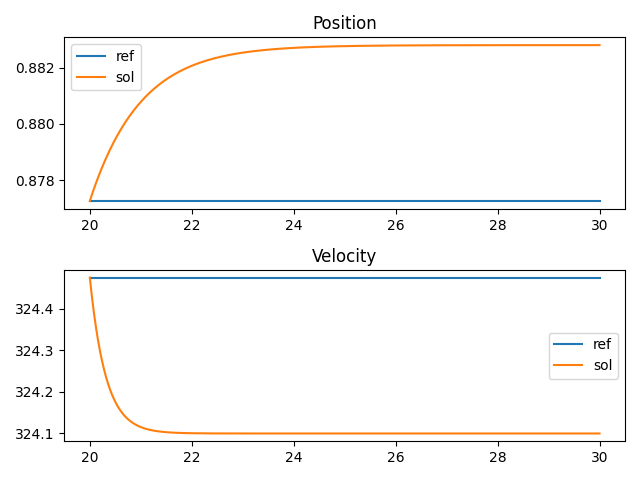 Position
ref
sol
0.882
0.880
0.878
20 22 24 26 28 30
Velocity
324.4
324.3
324.2
324.1
ref
sol
20 22 24 26 28 30